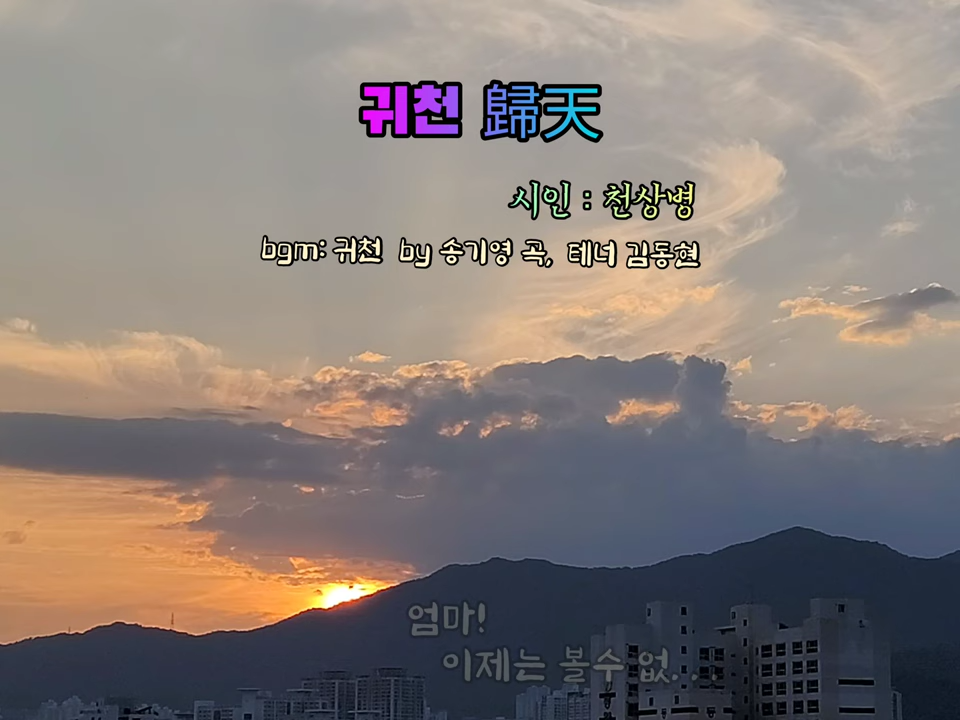 귀천 歸天
시인 : 천상병
bgm: 귀천 by 송기영 곡, 테너 김동현
엄마!
이제는 볼수 없...